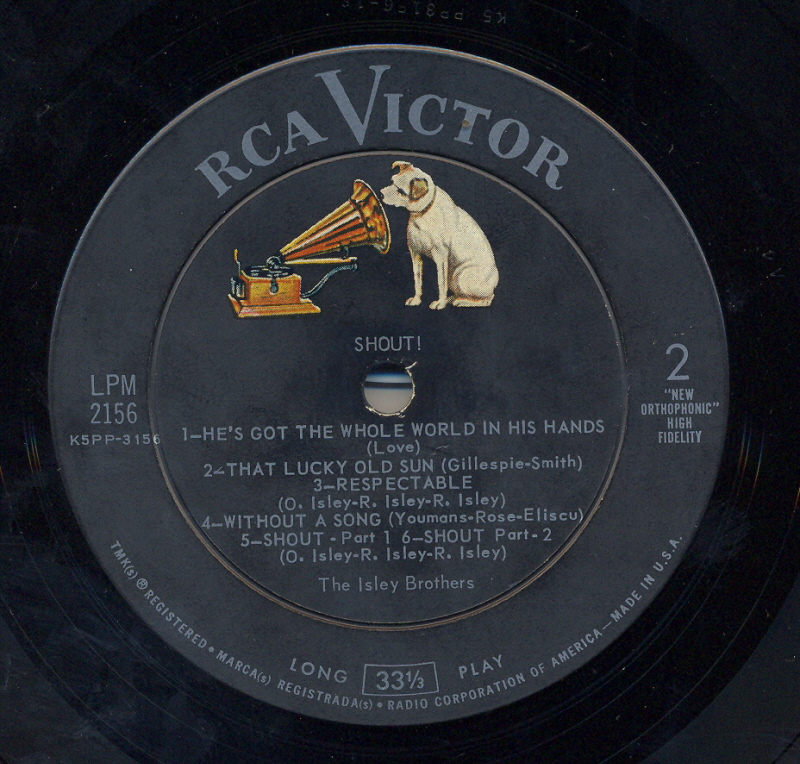 RCA VICTOR
SHOUT!
LPM
2156
K5PP-3156
2
"NEW
ORTHOPHONIC"
HIGH
FIDELITY
1—HE'S GOT THE WHOLE WORLD IN HIS HANDS
(Love)
2—THAT LUCKY OLD SUN (Gillespie-Smith)
3—RESPECTABLE
(O. Isley-R. Isley-R. Isley)
4—WITHOUT A SONG (Youmans-Rose-Eliscu)
5—SHOUT - Part 1 6—SHOUT Part - 2
(O. Isley-R. Isley-R. Isley)
The Isley Brothers
LONG 33⅓ PLAY
TMK(s) ® REGISTERED • MARCA(s) REGISTRADA(s) • RADIO CORPORATION OF AMERICA—MADE IN U.S.A.